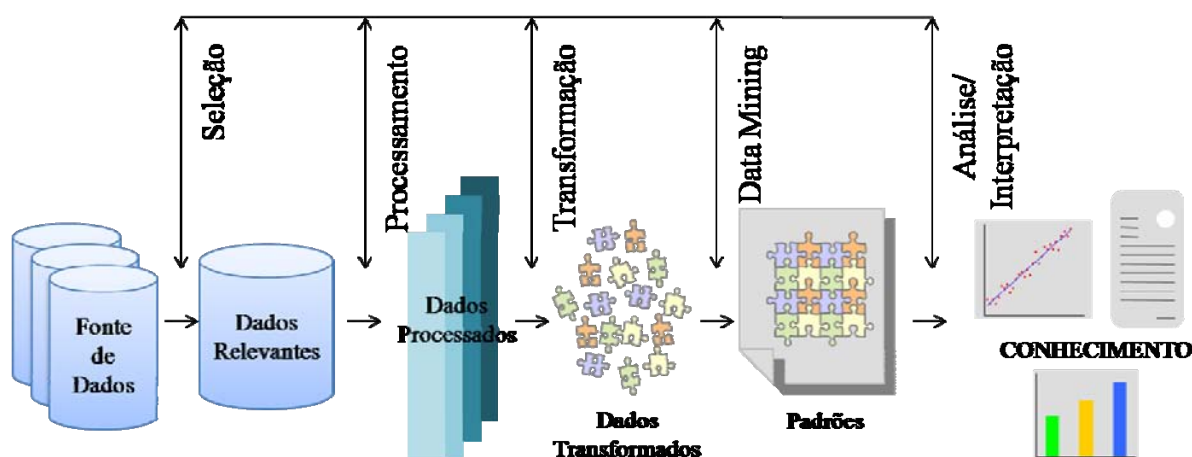 Seleção
Processamento
Transformação
Data Mining
Análise/
Interpretação
Fonte
de
Dados
Dados
Relevantes
Dados
Processados
Dados
Transformados
Padrões
CONHECIMENTO